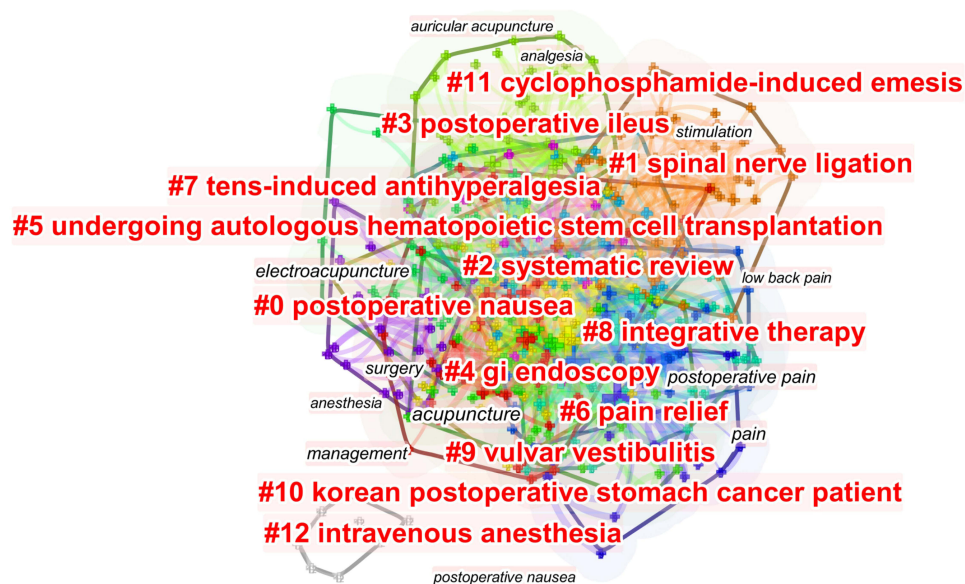 auricular acupuncture
analgesia
#11 cyclophosphamide-induced emesis
#3 postoperative ileus
stimulation
#1 spinal nerve ligation
#7 tens-induced antihyperalgesia
#5 undergoing autologous hematopoietic stem cell transplantation
electroacupuncture
#2 systematic review
low back pain
#0 postoperative nausea
#8 integrative therapy
surgery
#4 gi endoscopy
postoperative pain
anesthesia
acupuncture
#6 pain relief
pain
management
#9 vulvar vestibulitis
#10 korean postoperative stomach cancer patient
#12 intravenous anesthesia
postoperative nausea